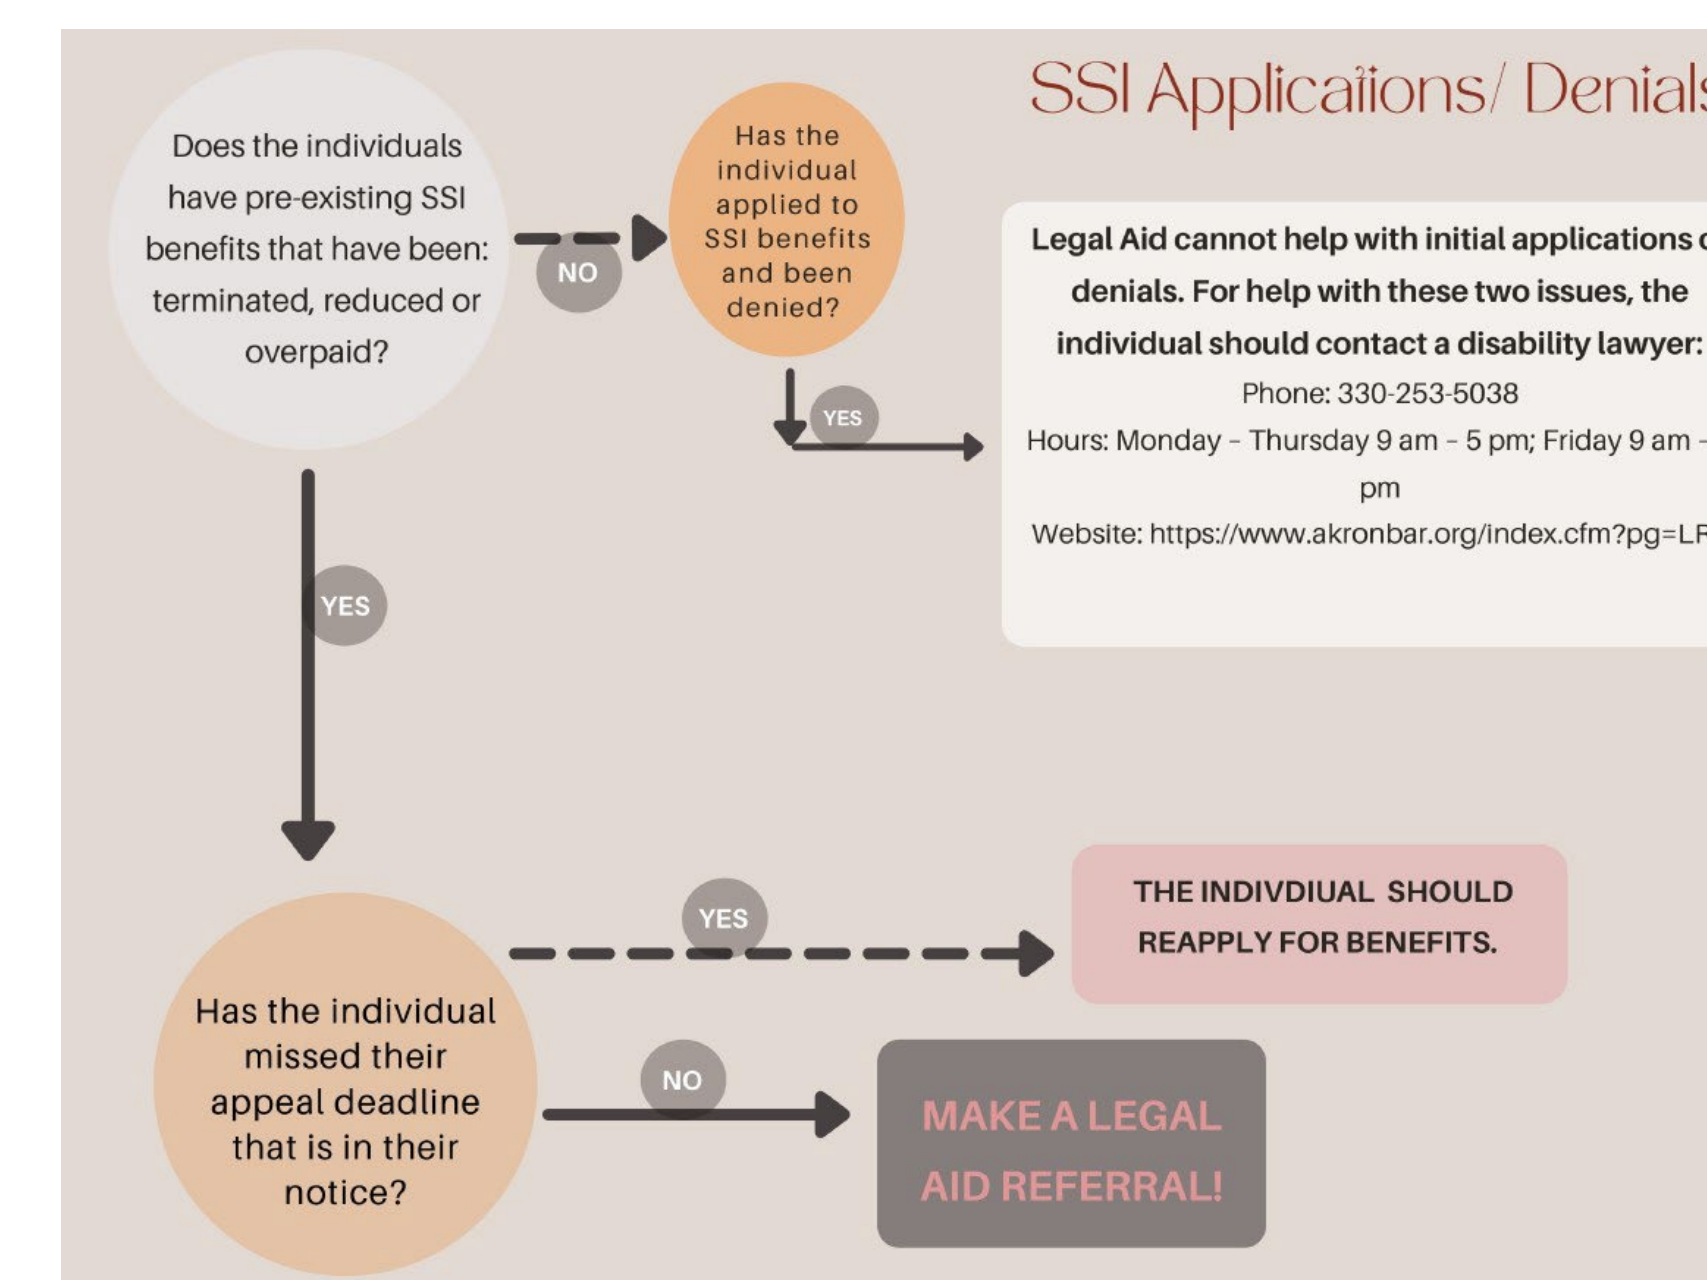 SSI Applications/ Denials
Does the individuals
have pre-existing SSI
benefits that have been:
terminated, reduced or
overpaid?
NO
Has the
individual
applied to
SSI benefits
and been
denied?
YES
Legal Aid cannot help with initial applications
denials. For help with these two issues, the
individual should contact a disability lawyer:
Phone: 330-253-5038
Hours: Monday – Thursday 9 am – 5 pm; Friday 9 am –
pm
Website: https://www.akronbar.org/index.cfm?pg=LR
YES
Has the individual
missed their
appeal deadline
that is in their
notice?
YES
THE INDIVDIUAL SHOULD
REAPPLY FOR BENEFITS.
NO
MAKE A LEGAL
AID REFERRAL!